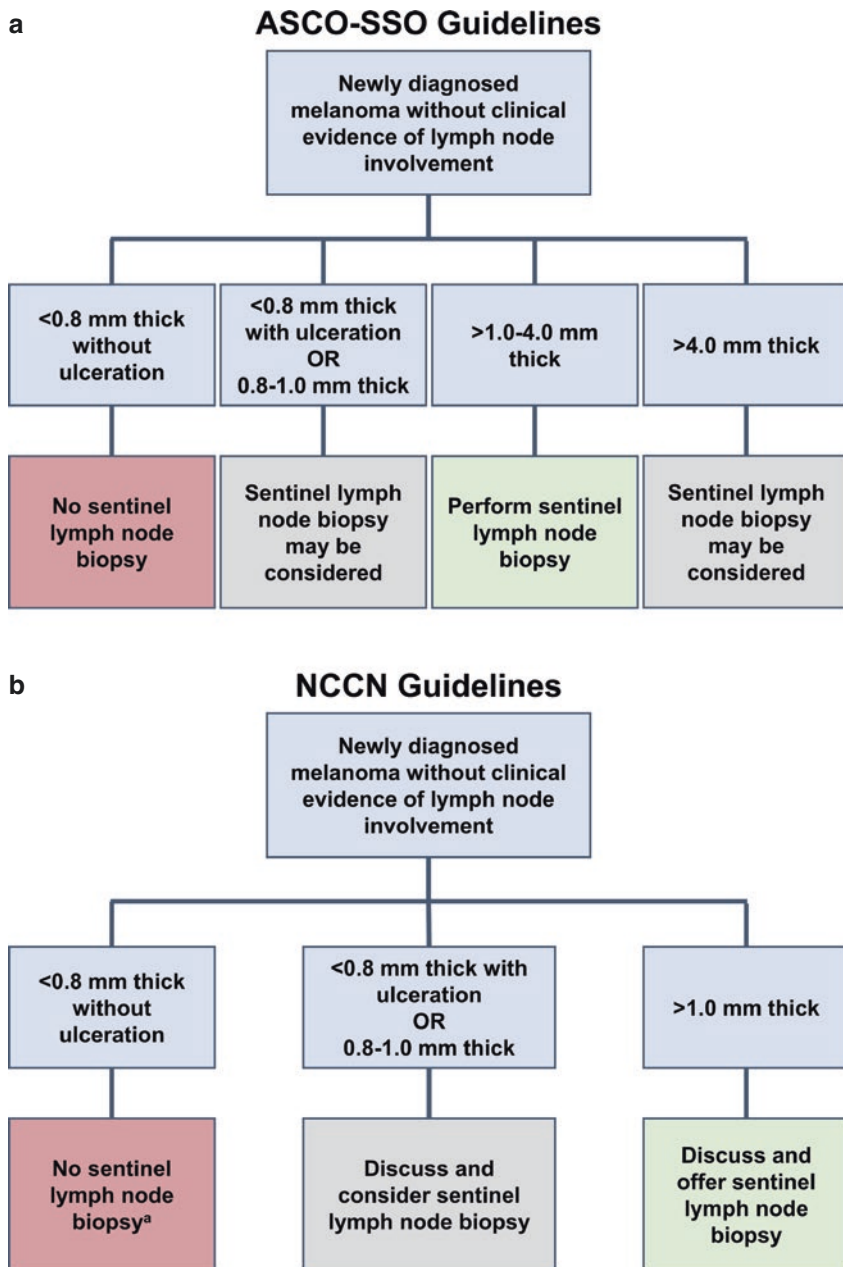 a
ASCO-SSO Guidelines
Newly diagnosed
melanoma without clinical
evidence of lymph node
involvement
<0.8 mm thick
without
ulceration
<0.8 mm thick
with ulceration
OR
0.8-1.0 mm thick
>1.0-4.0 mm
thick
>4.0 mm thick
No sentinel
lymph node
biopsy
Sentinel lymph
node biopsy
may be
considered
Perform sentinel
lymph node
biopsy
Sentinel lymph
node biopsy
may be
considered
b
NCCN Guidelines
Newly diagnosed
melanoma without clinical
evidence of lymph node
involvement
<0.8 mm thick
without
ulceration
<0.8 mm thick with
ulceration
OR
0.8-1.0 mm thick
>1.0 mm thick
No sentinel
lymph node
biopsyᵃ
Discuss and
consider sentinel
lymph node biopsy
Discuss and
offer sentinel
lymph node
biopsy